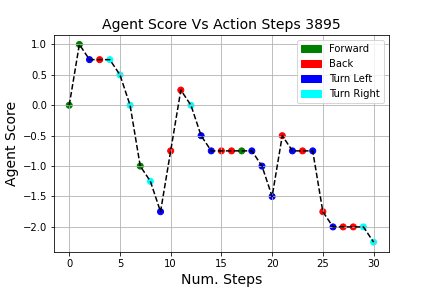 Agent Score Vs Action Steps 3895
Agent Score
1.0
0.5
0.0
−0.5
−1.0
−1.5
−2.0
Forward
Back
Turn Left
Turn Right
0 5 10 15 20 25 30
Num. Steps